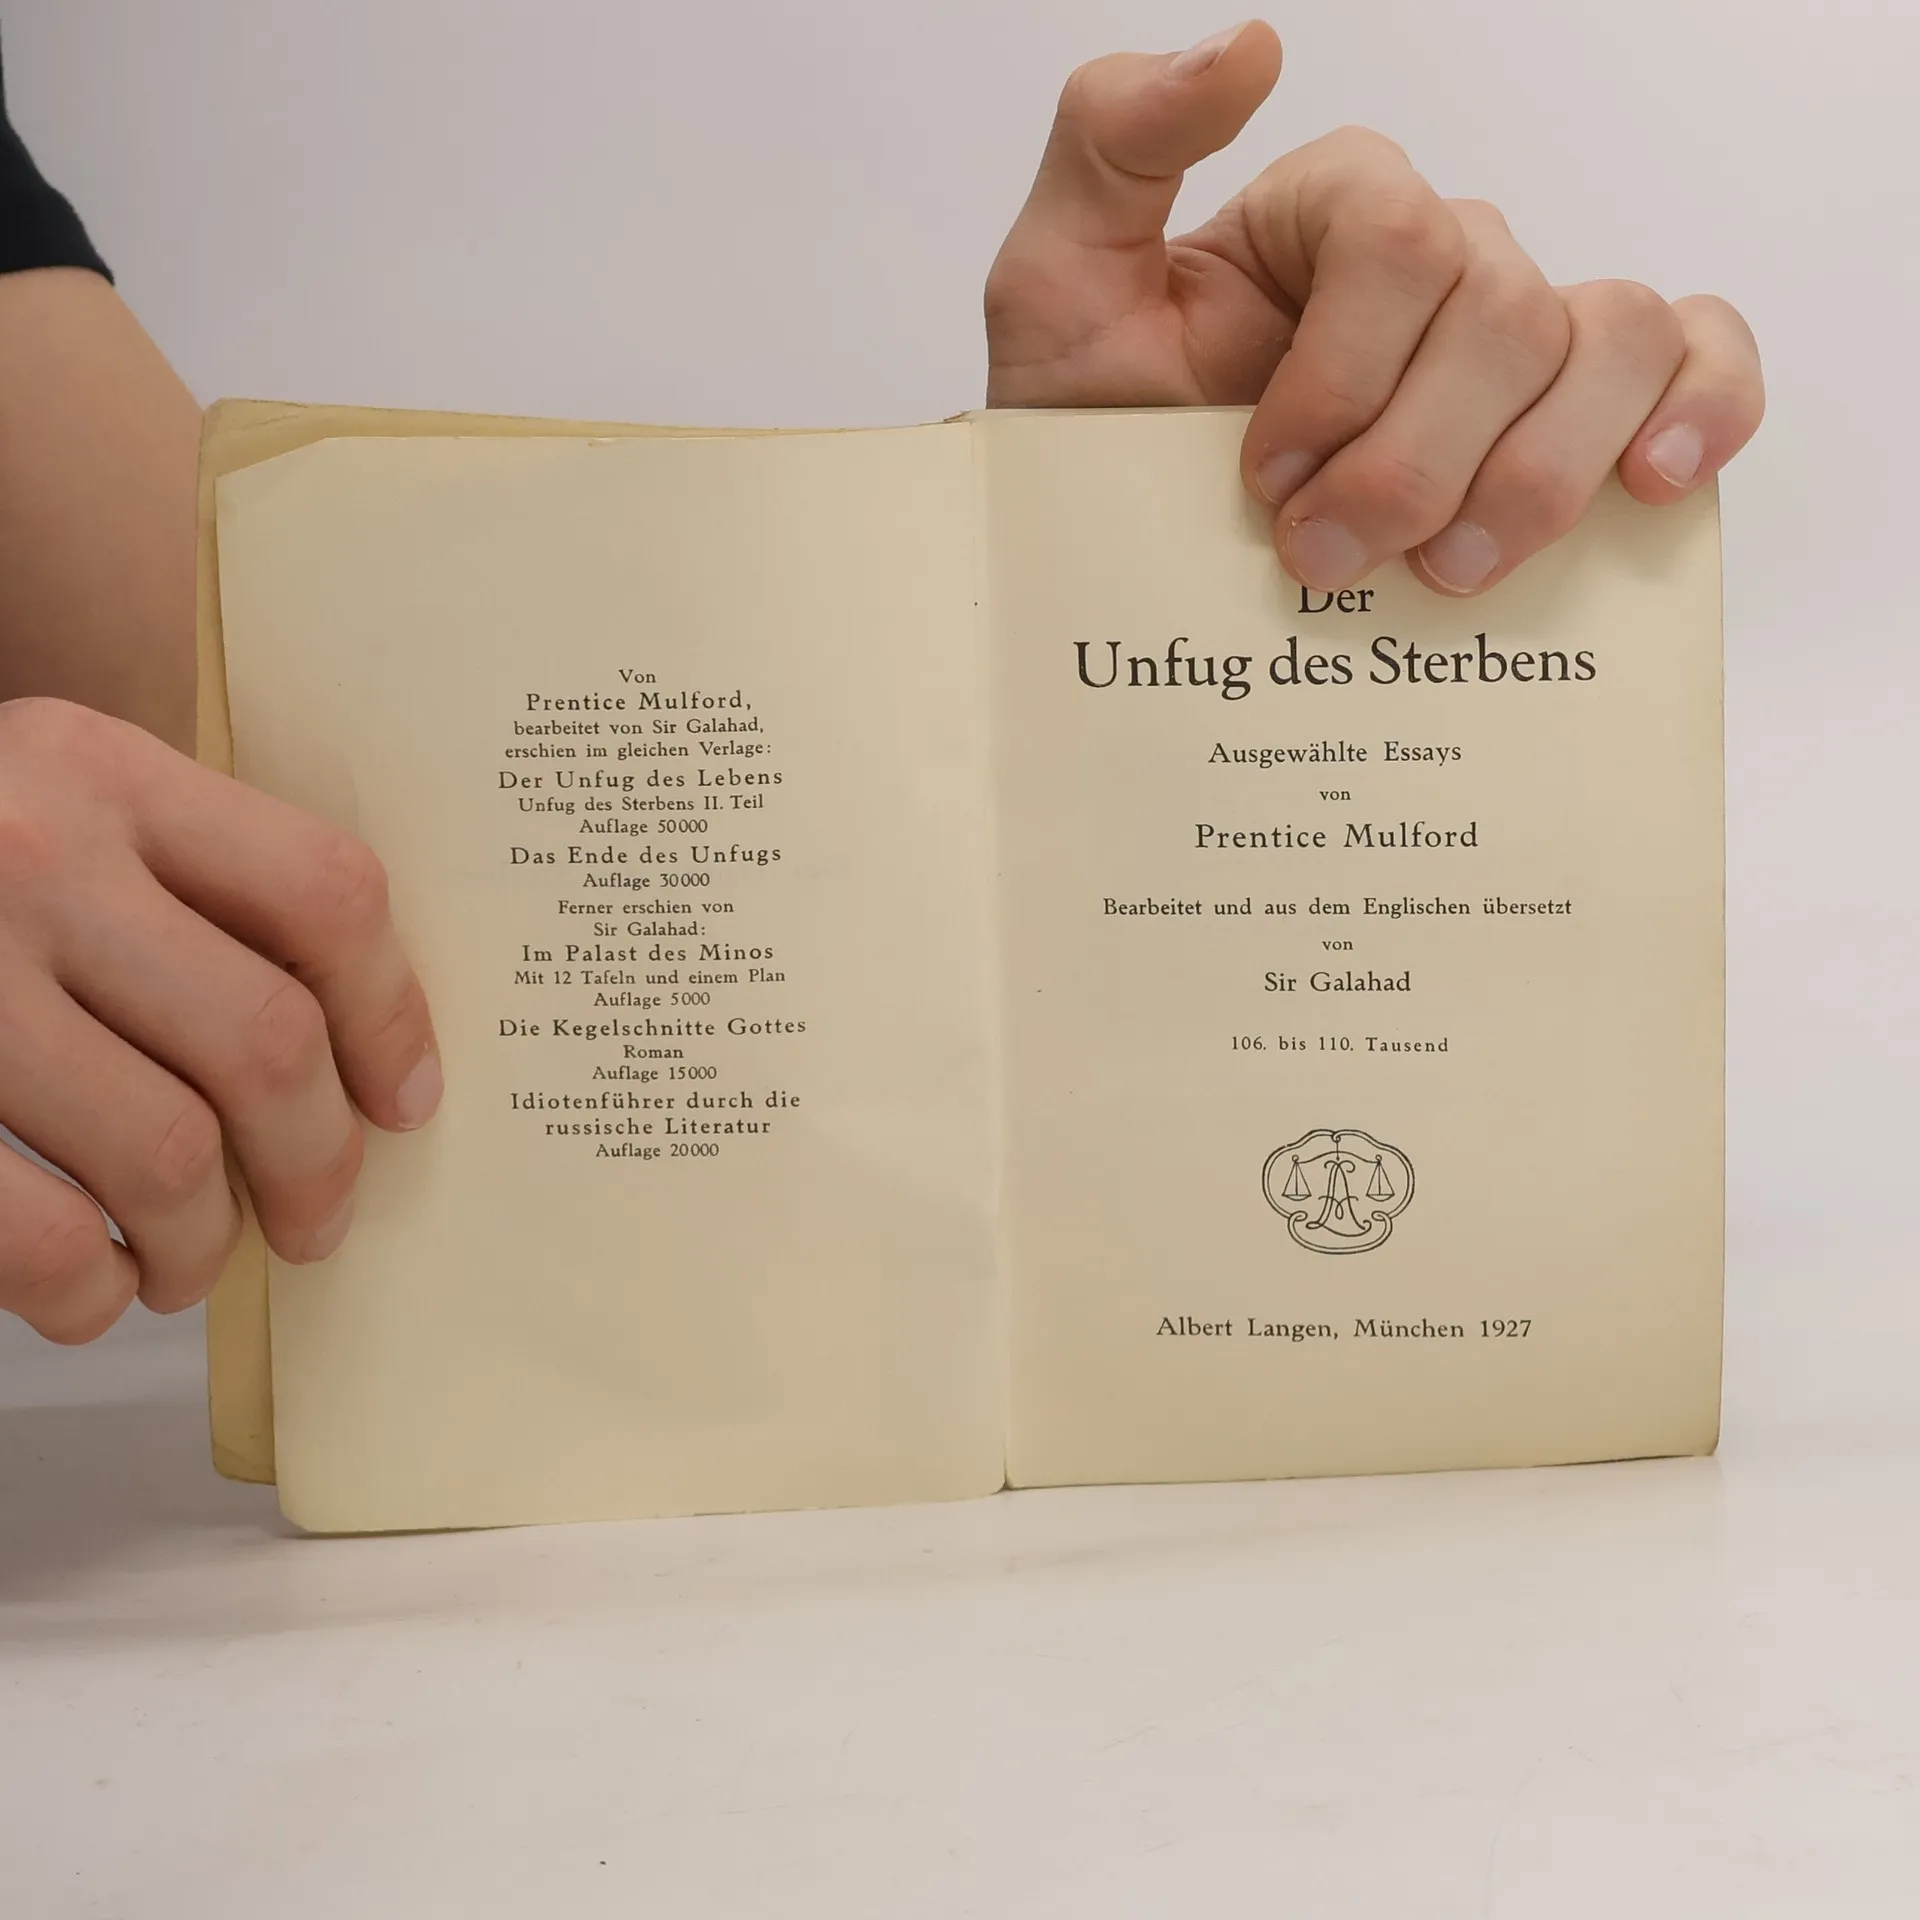 Von
Prentice Mulford,
bearbeitet von Sir Galahad,
erschien im gleichen Verlage:
Der Unfug des Lebens
Unfug des Sterbens II. Teil
Auflage 50000
Das Ende des Unfugs
Auflage 30000
Ferner erschien von
Sir Galahad:
Im Palast des Minos
Mit 12 Tafeln und einem Plan
Auflage 5000
Die Kegelschnitte Gottes
Roman
Auflage 15000
Idiotenführer durch die
russische Literatur
Auflage 20000
Der
Unfug des Sterbens
Ausgewählte Essays
von
Prentice Mulford
Bearbeitet und aus dem Englischen übersetzt
von
Sir Galahad
106. bis 110. Tausend
Albert Langen, München 1927